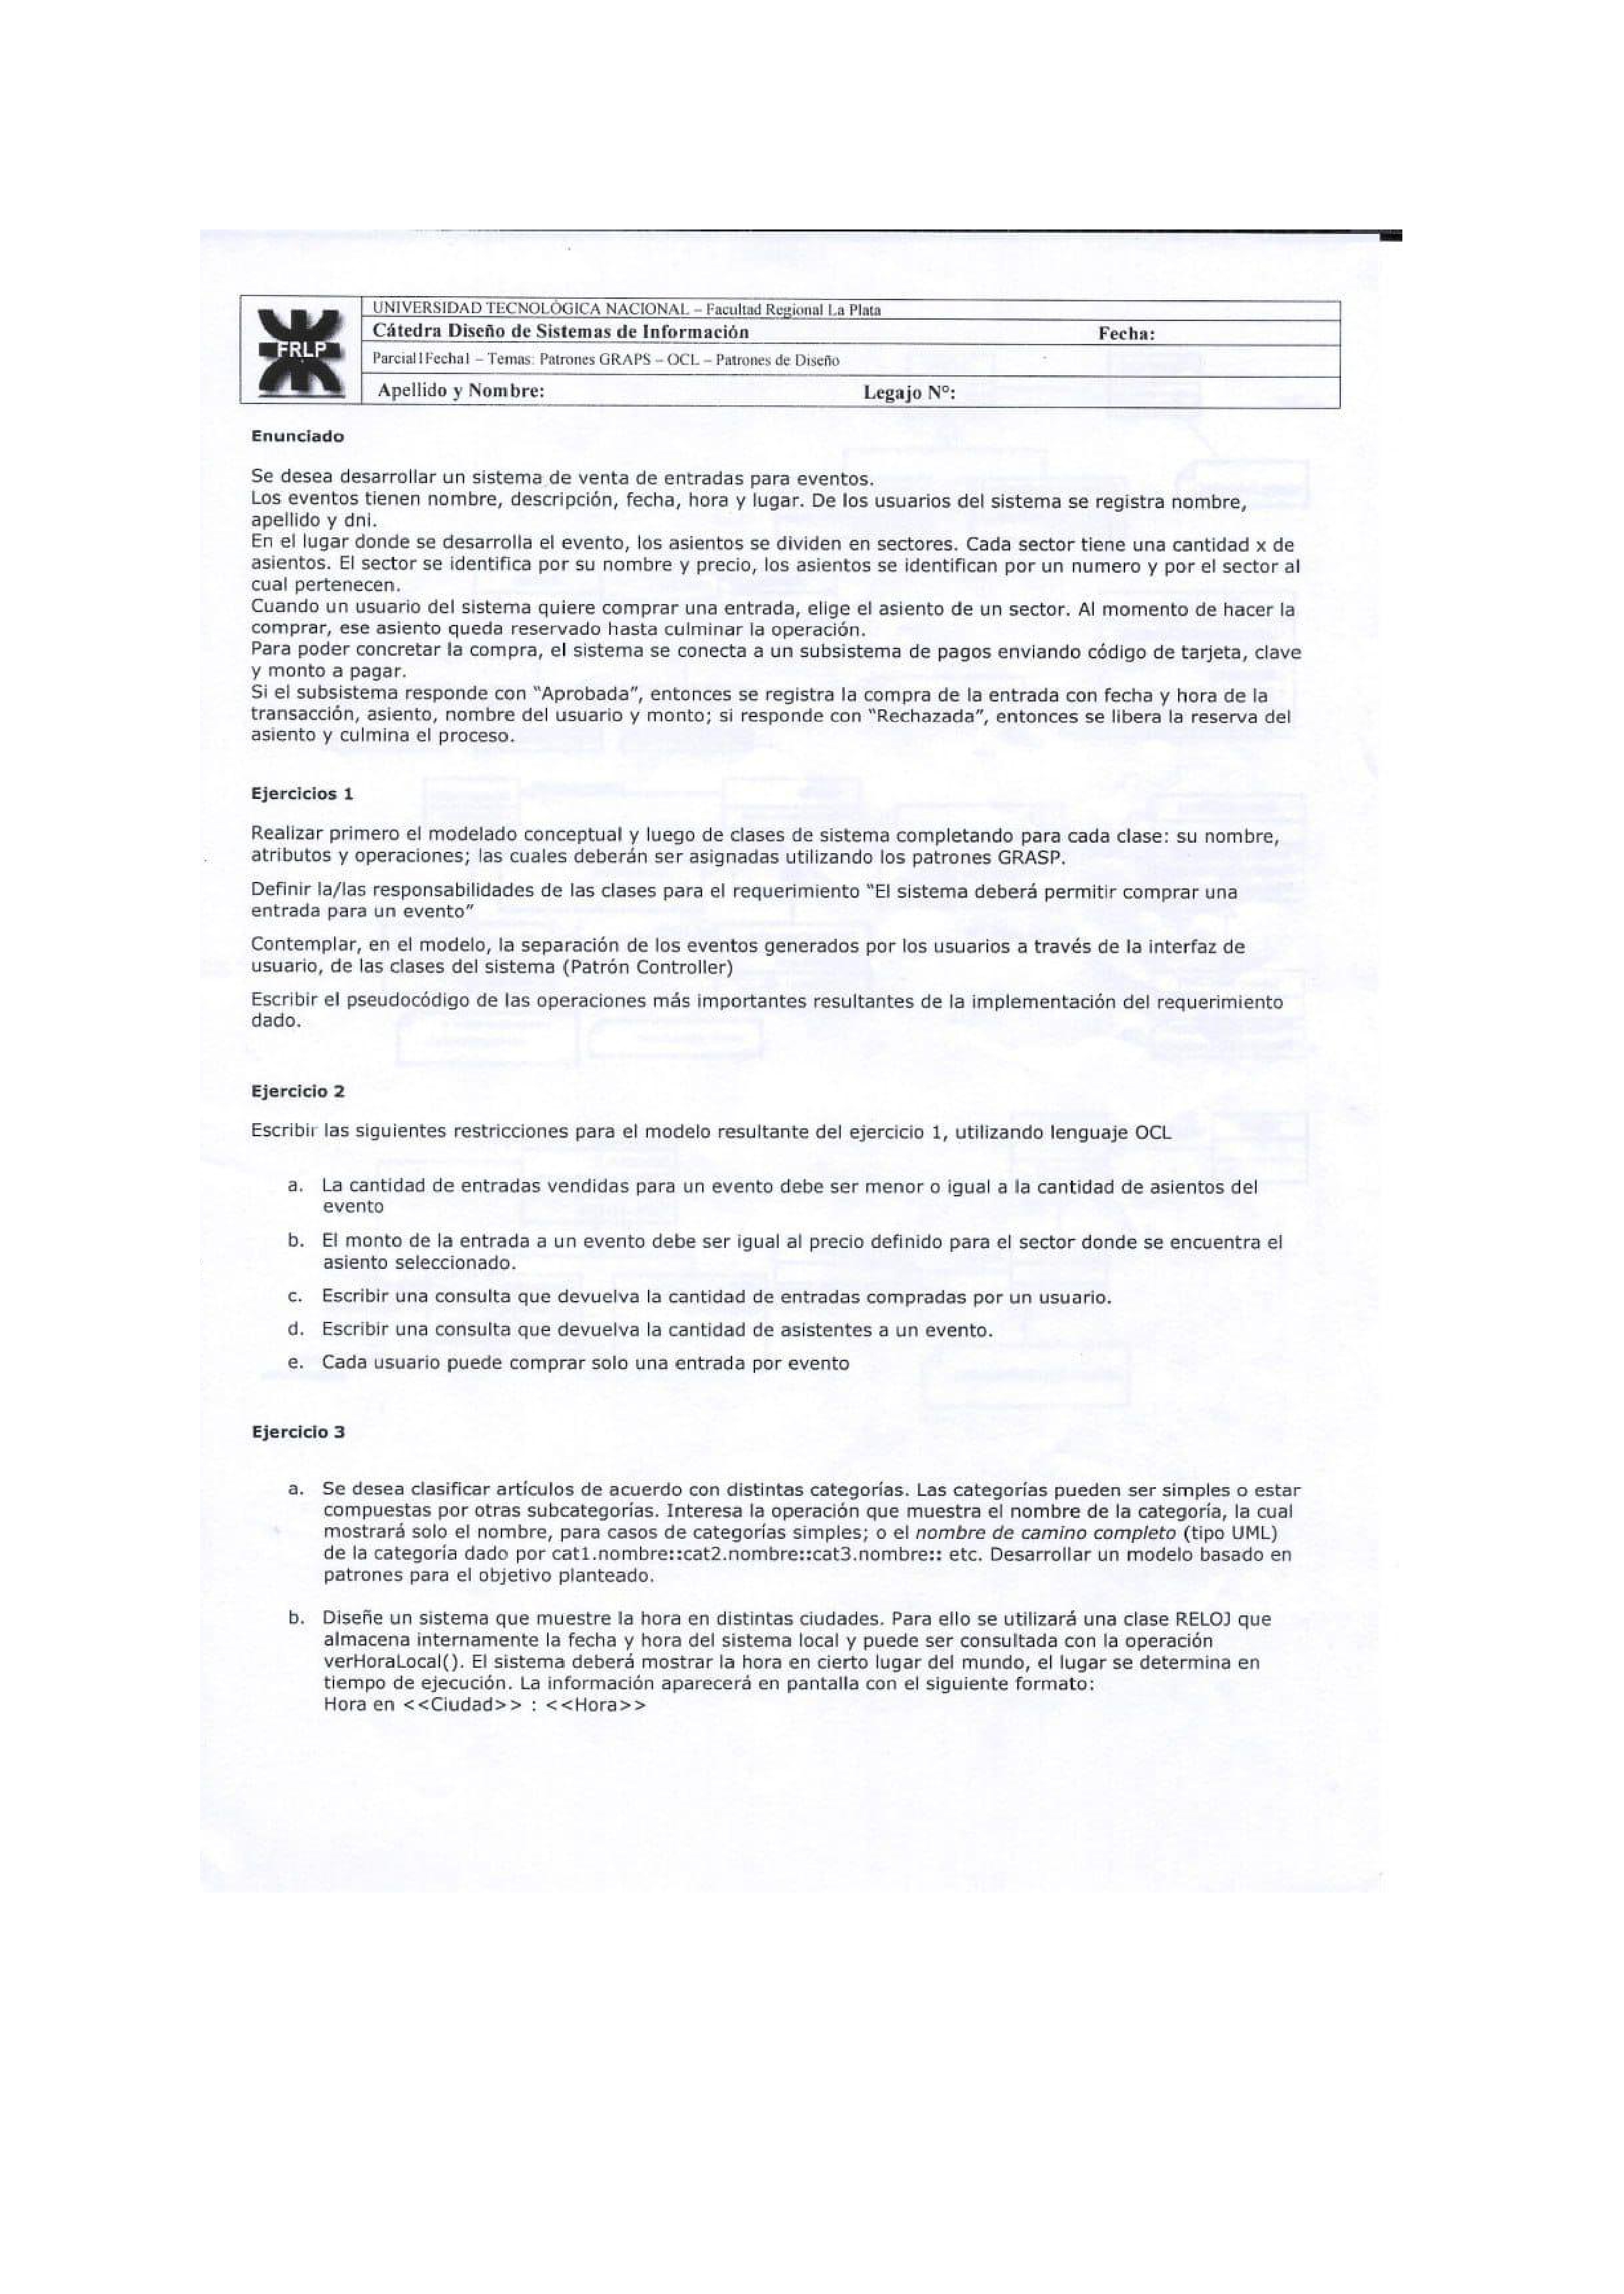 UNIVERSIDAD TECNOLÓGICA NACIONAL – Facultad Regional La Plata
Cátedra Diseño de Sistemas de Información Fecha:
FRLP
Parcial1Fecha1 – Temas: Patrones GRAPS – OCL – Patrones de Diseño
Apellido y Nombre: Legajo Nº:
Enunciado
Se desea desarrollar un sistema de venta de entradas para eventos.
Los eventos tienen nombre, descripción, fecha, hora y lugar. De los usuarios del sistema se registra nombre,
apellido y dni.
En el lugar donde se desarrolla el evento, los asientos se dividen en sectores. Cada sector tiene una cantidad x de
asientos. El sector se identifica por su nombre y precio, los asientos se identifican por un numero y por el sector al
cual pertenecen.
Cuando un usuario del sistema quiere comprar una entrada, elige el asiento de un sector. Al momento de hacer la
comprar, ese asiento queda reservado hasta culminar la operación.
Para poder concretar la compra, el sistema se conecta a un subsistema de pagos enviando código de tarjeta, clave
y monto a pagar.
Si el subsistema responde con "Aprobada", entonces se registra la compra de la entrada con fecha y hora de la
transacción, asiento, nombre del usuario y monto; si responde con "Rechazada", entonces se libera la reserva del
asiento y culmina el proceso.
Ejercicios 1
Realizar primero el modelado conceptual y luego de clases de sistema completando para cada clase: su nombre,
atributos y operaciones; las cuales deberán ser asignadas utilizando los patrones GRASP.
Definir la/las responsabilidades de las clases para el requerimiento "El sistema deberá permitir comprar una
entrada para un evento"
Contemplar, en el modelo, la separación de los eventos generados por los usuarios a través de la interfaz de
usuario, de las clases del sistema (Patrón Controller)
Escribir el pseudocódigo de las operaciones más importantes resultantes de la implementación del requerimiento
dado.
Ejercicio 2
Escribir las siguientes restricciones para el modelo resultante del ejercicio 1, utilizando lenguaje OCL
a. La cantidad de entradas vendidas para un evento debe ser menor o igual a la cantidad de asientos del
evento
b. El monto de la entrada a un evento debe ser igual al precio definido para el sector donde se encuentra el
asiento seleccionado.
c. Escribir una consulta que devuelva la cantidad de entradas compradas por un usuario.
d. Escribir una consulta que devuelva la cantidad de asistentes a un evento.
e. Cada usuario puede comprar solo una entrada por evento
Ejercicio 3
a. Se desea clasificar artículos de acuerdo con distintas categorías. Las categorías pueden ser simples o estar
compuestas por otras subcategorías. Interesa la operación que muestra el nombre de la categoría, la cual
mostrará solo el nombre, para casos de categorías simples; o el nombre de camino completo (tipo UML)
de la categoría dado por cat1.nombre::cat2.nombre::cat3.nombre:: etc. Desarrollar un modelo basado en
patrones para el objetivo planteado.
b. Diseñe un sistema que muestre la hora en distintas ciudades. Para ello se utilizará una clase RELOJ que
almacena internamente la fecha y hora del sistema local y puede ser consultada con la operación
verHoraLocal(). El sistema deberá mostrar la hora en cierto lugar del mundo, el lugar se determina en
tiempo de ejecución. La información aparecerá en pantalla con el siguiente formato:
Hora en <<Ciudad>> : <<Hora>>